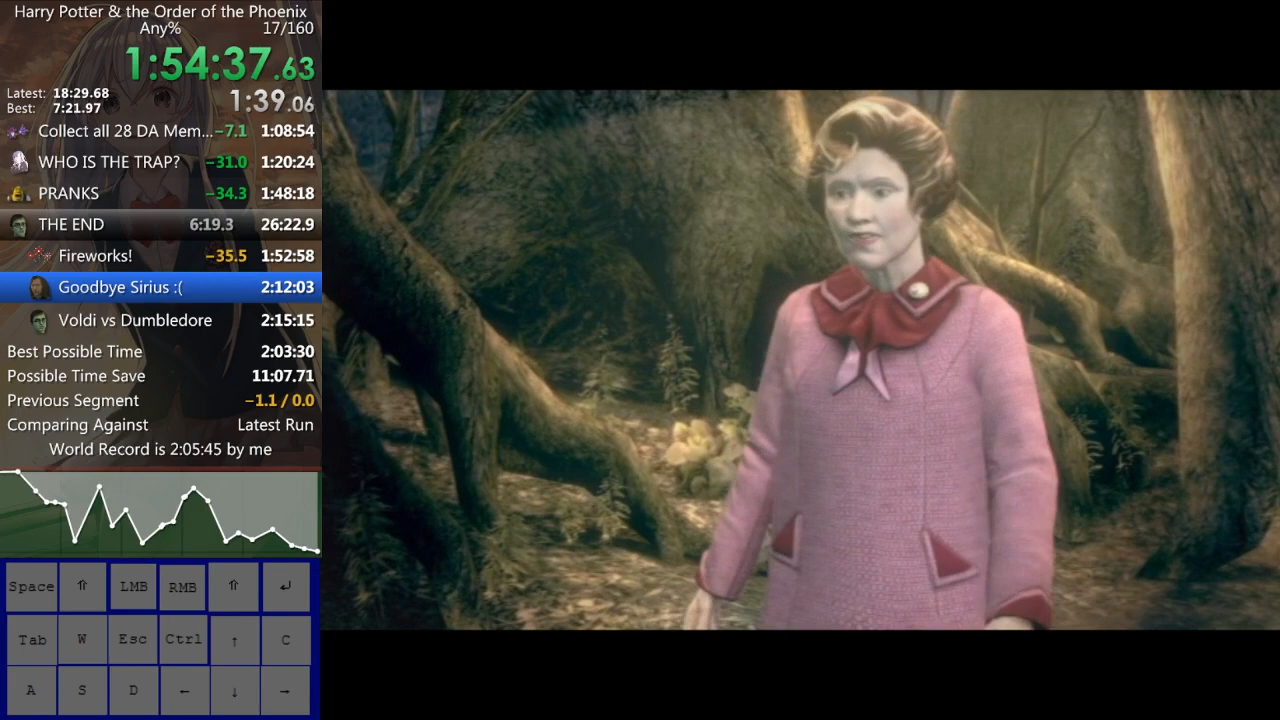 Harry Potter & the Order of the Phoenix
Any% 17/160
1:54:37.63
Latest: 18:29.68 1:39.06
Best: 7:21.97
Collect all 28 DA Mem... −7.1 1:08:54
WHO IS THE TRAP? −31.0 1:20:24
PRANKS −34.3 1:48:18
THE END 6:19.3 26:22.9
Fireworks! −35.5 1:52:58
Goodbye Sirius :( 2:12:03
Voldi vs Dumbledore 2:15:15
Best Possible Time 2:03:30
Possible Time Save 11:07.71
Previous Segment −1.1 / 0.0
Comparing Against Latest Run
World Record is 2:05:45 by me
Space ⇧ LMB RMB ⇧ ↵
Tab W Esc Ctrl ↑ C
A S D ← ↓ →